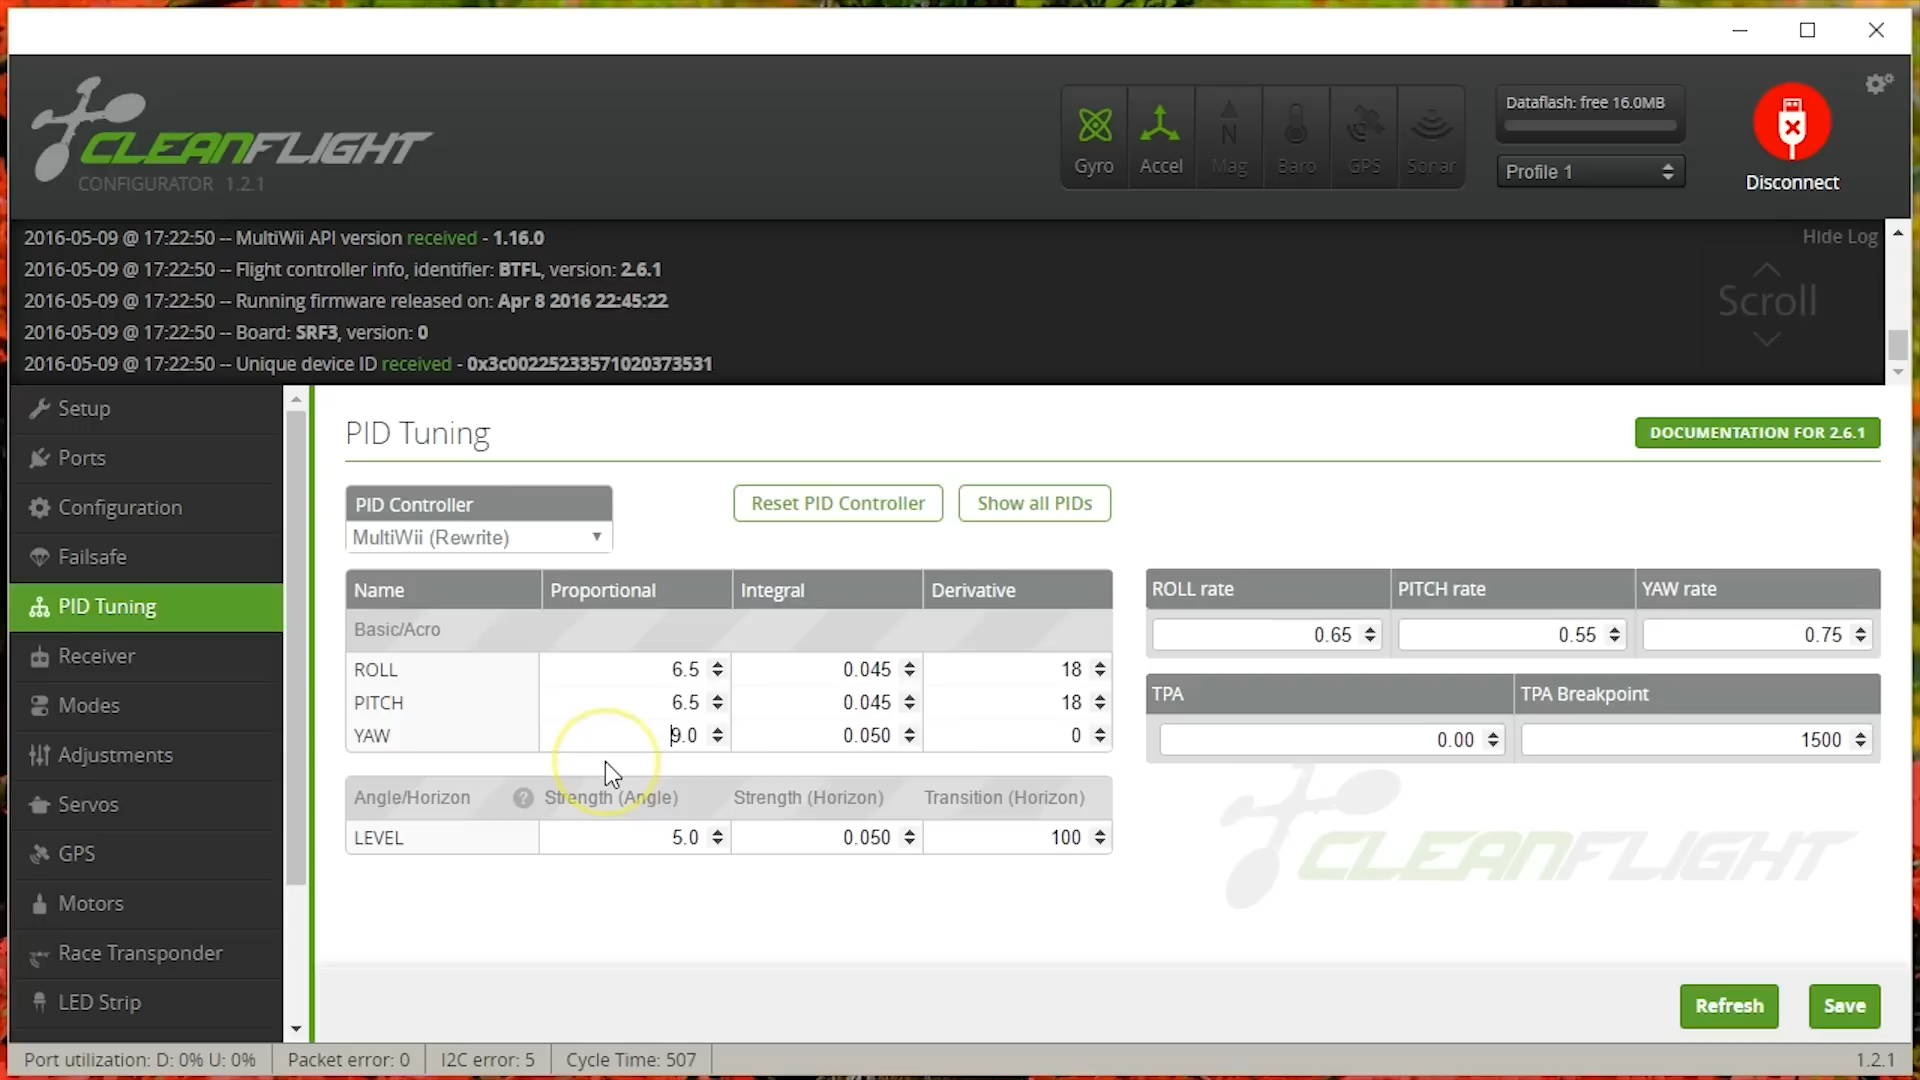 CLEANFLIGHT
CONFIGURATOR 1.2.1
Gyro Accel Mag Baro GPS Sonar
N
Dataflash: free 16.0MB
Profile 1
Disconnect
2016-05-09 @ 17:22:50 -- MultiWii API version received - 1.16.0
Hide Log
2016-05-09 @ 17:22:50 -- Flight controller info, identifier: BTFL, version: 2.6.1
2016-05-09 @ 17:22:50 -- Running firmware released on: Apr 8 2016 22:45:22
Scroll
2016-05-09 @ 17:22:50 -- Board: SRF3, version: 0
2016-05-09 @ 17:22:50 -- Unique device ID received - 0x3c00225233571020373531
Setup
Ports
Configuration
Failsafe
PID Tuning
Receiver
Modes
Adjustments
Servos
GPS
Motors
Race Transponder
LED Strip
PID Tuning
DOCUMENTATION FOR 2.6.1
PID Controller
MultiWii (Rewrite)
Reset PID Controller
Show all PIDs
Name Proportional Integral Derivative
Basic/Acro
ROLL 6.5 0.045 18
PITCH 6.5 0.045 18
YAW 9.0 0.050 0
Angle/Horizon ? Strength (Angle) Strength (Horizon) Transition (Horizon)
LEVEL 5.0 0.050 100
ROLL rate PITCH rate YAW rate
0.65 0.55 0.75
TPA TPA Breakpoint
0.00 1500
CLEANFLIGHT
Refresh
Save
Port utilization: D: 0% U: 0% Packet error: 0 I2C error: 5 Cycle Time: 507 1.2.1